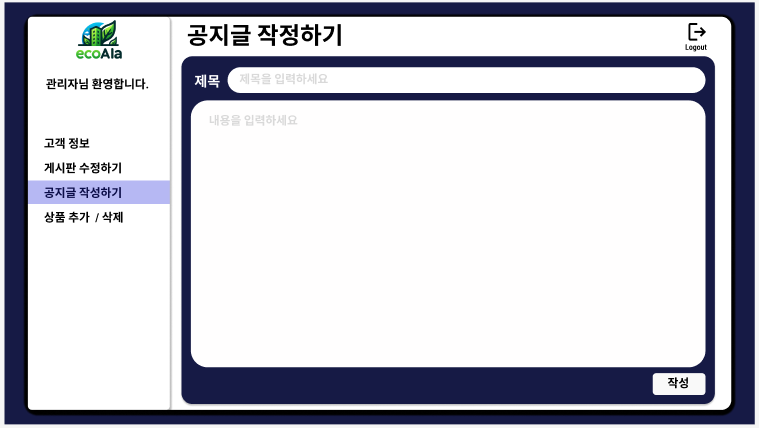 ecoAla
관리자님 환영합니다.
고객 정보
게시판 수정하기
공지글 작성하기
상품 추가 / 삭제
공지글 작정하기
Logout
제목
제목을 입력하세요
내용을 입력하세요
작성